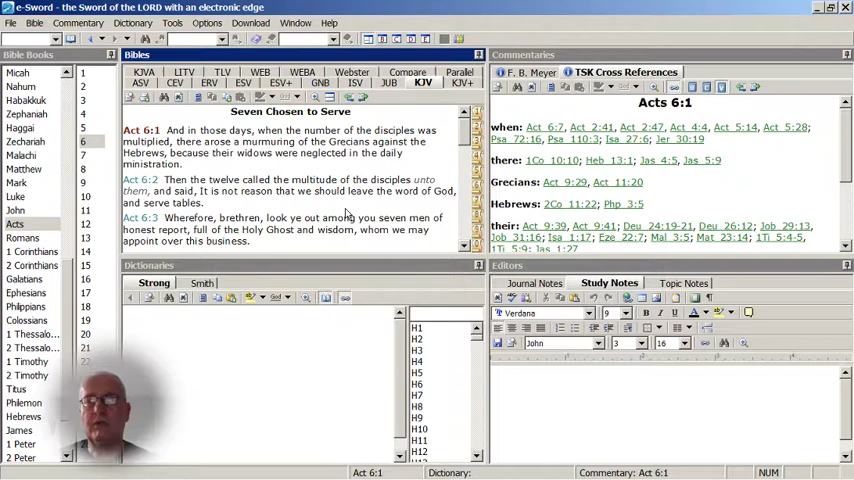 e-Sword - the Sword of the LORD with an electronic edge
File Bible Commentary Dictionary Tools Options Download Window Help
B C D E
Bible Books
Micah
Nahum
Habakkuk
Zephaniah
Haggai
Zechariah
Malachi
Matthew
Mark
Luke
John
Acts
Romans
1 Corinthians
2 Corinthians
Galatians
Ephesians
Philippians
Colossians
1 Thessalo...
2 Thessalo...
1 Timothy
2 Timothy
Titus
Philemon
Hebrews
James
1 Peter
2 Peter
1
2
3
4
5
6
7
8
9
10
11
12
13
14
15
16
17
18
19
20
21
22
Bibles
KJVA LITV TLV WEB WEBA Webster Compare Parallel
ASV CEV ERV ESV ESV+ GNB ISV JUB KJV KJV+
Seven Chosen to Serve
Act 6:1 And in those days, when the number of the disciples was
multiplied, there arose a murmuring of the Grecians against the
Hebrews, because their widows were neglected in the daily
ministration.
Act 6:2 Then the twelve called the multitude of the disciples unto
them, and said, It is not reason that we should leave the word of God,
and serve tables.
Act 6:3 Wherefore, brethren, look ye out among you seven men of
honest report, full of the Holy Ghost and wisdom, whom we may
appoint over this business.
Commentaries
F. B. Meyer TSK Cross References
Acts 6:1
when: Act 6:7, Act 2:41, Act 2:47, Act 4:4, Act 5:14, Act 5:28;
Psa 72:16, Psa 110:3; Isa 27:6; Jer 30:19
there: 1Co 10:10; Heb 13:1; Jas 4:5, Jas 5:9
Grecians: Act 9:29, Act 11:20
Hebrews: 2Co 11:22; Php 3:5
their: Act 9:39, Act 9:41; Deu 24:19-21, Deu 26:12; Job 29:13,
Job 31:16; Isa 1:17; Eze 22:7; Mal 3:5; Mat 23:14; 1Ti 5:4-5,
1Ti 5:9; Jas 1:27
Dictionaries
Strong Smith
God
H1
H2
H3
H4
H5
H6
H7
H8
H9
H10
H11
H12
Editors
Journal Notes Study Notes Topic Notes
Verdana 9 B I U A
John 3 16
1 2 3 4
Act 6:1 Dictionary: Commentary: Act 6:1 NUM